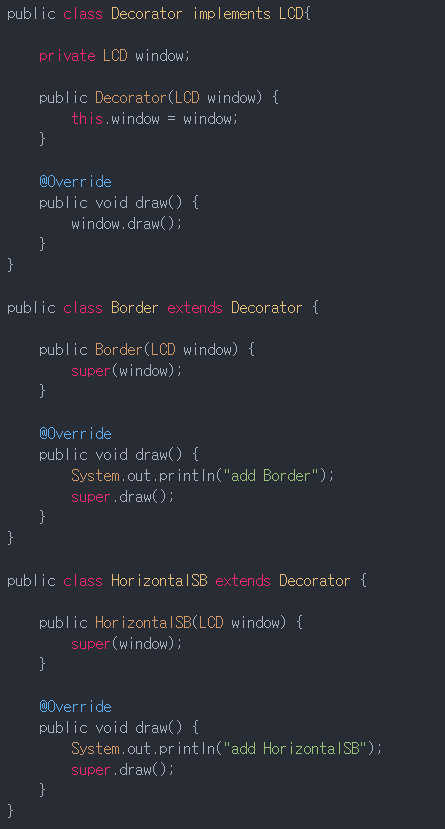 public class Decorator implements LCD{
private LCD window;
public Decorator(LCD window) {
this.window = window;
}
@Override
public void draw() {
window.draw();
}
}
public class Border extends Decorator {
public Border(LCD window) {
super(window);
}
@Override
public void draw() {
System.out.println("add Border");
super.draw();
}
}
public class HorizontalSB extends Decorator {
public HorizontalSB(LCD window) {
super(window);
}
@Override
public void draw() {
System.out.println("add HorizontalSB");
super.draw();
}
}